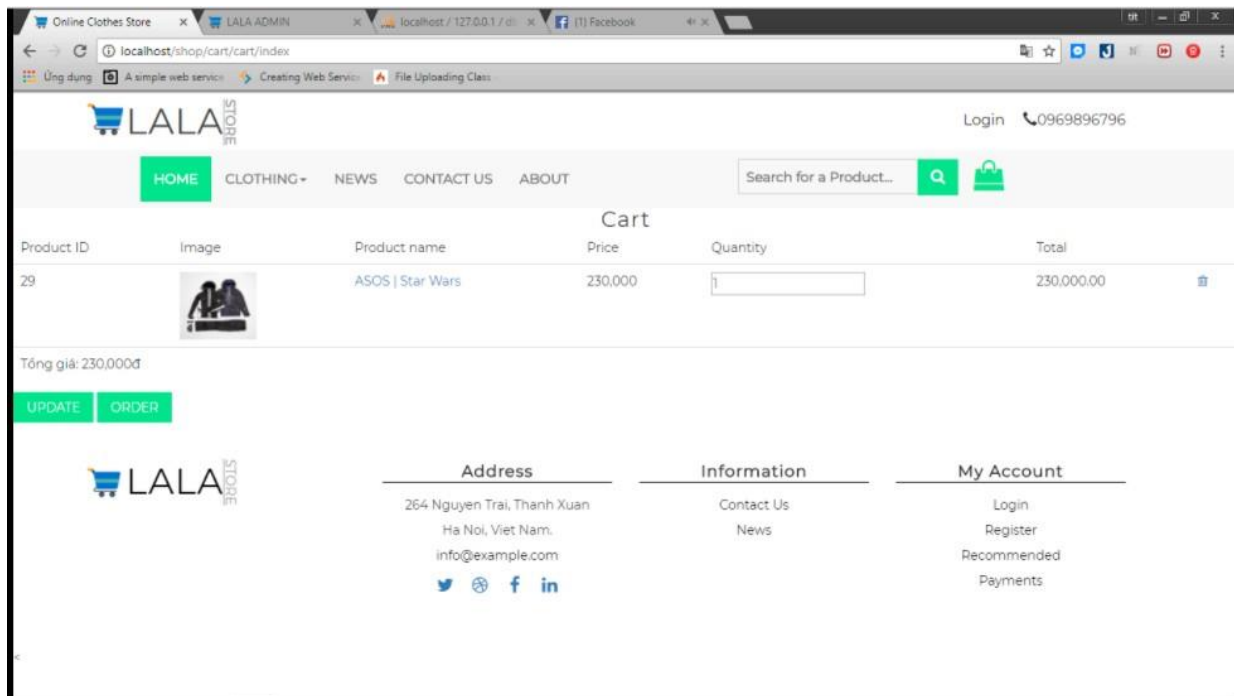 Online Clothes Store
LALA ADMIN
localhost / 127.0.0.1 /
(1) Facebook
tít
localhost/shop/cart/cart/index
Ứng dụng A simple web service Creating Web Servic File Uploading Class
LALA STORE
Login 0969896796
HOME CLOTHING NEWS CONTACT US ABOUT Search for a Product...
Cart
Product ID Image Product name Price Quantity Total
29 ASOS | Star Wars 230,000 1 230,000.00
Tổng giá: 230,000đ
UPDATE ORDER
LALA STORE
Address Information My Account
264 Nguyen Trai, Thanh Xuan Contact Us Login
Ha Noi, Viet Nam. News Register
info@example.com Recommended
Payments
<